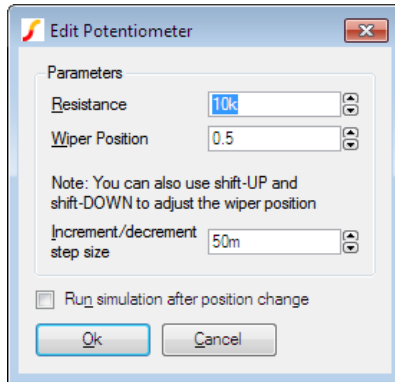 Edit Potentiometer
Parameters
Resistance 10k
Wiper Position 0.5
Note: You can also use shift-UP and
shift-DOWN to adjust the wiper position
Increment/decrement
step size 50m
Run simulation after position change
Ok Cancel